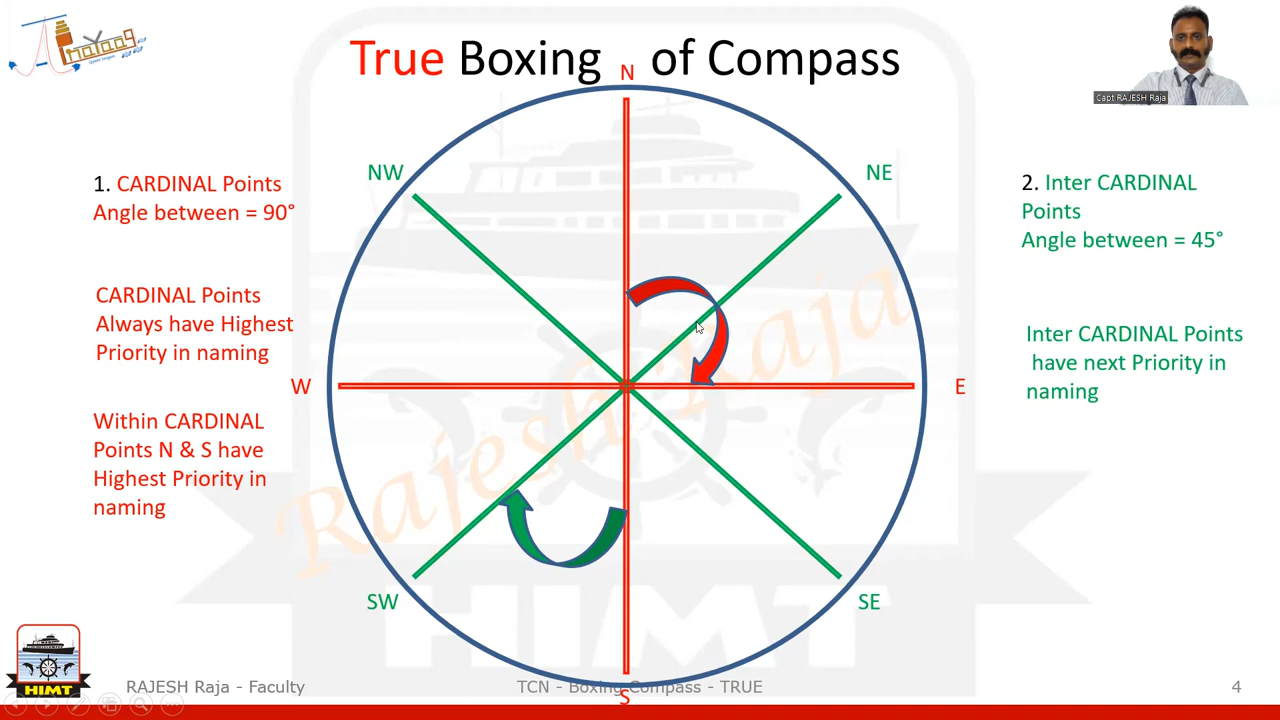 True Boxing of Compass
Capt RAJESH Raja
N
NW
NE
W
E
SW
SE
S
1. CARDINAL Points
Angle between = 90°
CARDINAL Points
Always have Highest
Priority in naming
Within CARDINAL
Points N & S have
Highest Priority in
naming
2. Inter CARDINAL
Points
Angle between = 45°
Inter CARDINAL Points
have next Priority in
naming
Rajesh Raja
HIMT
HIMT
RAJESH Raja - Faculty
TCN - Boxing Compass - TRUE
4